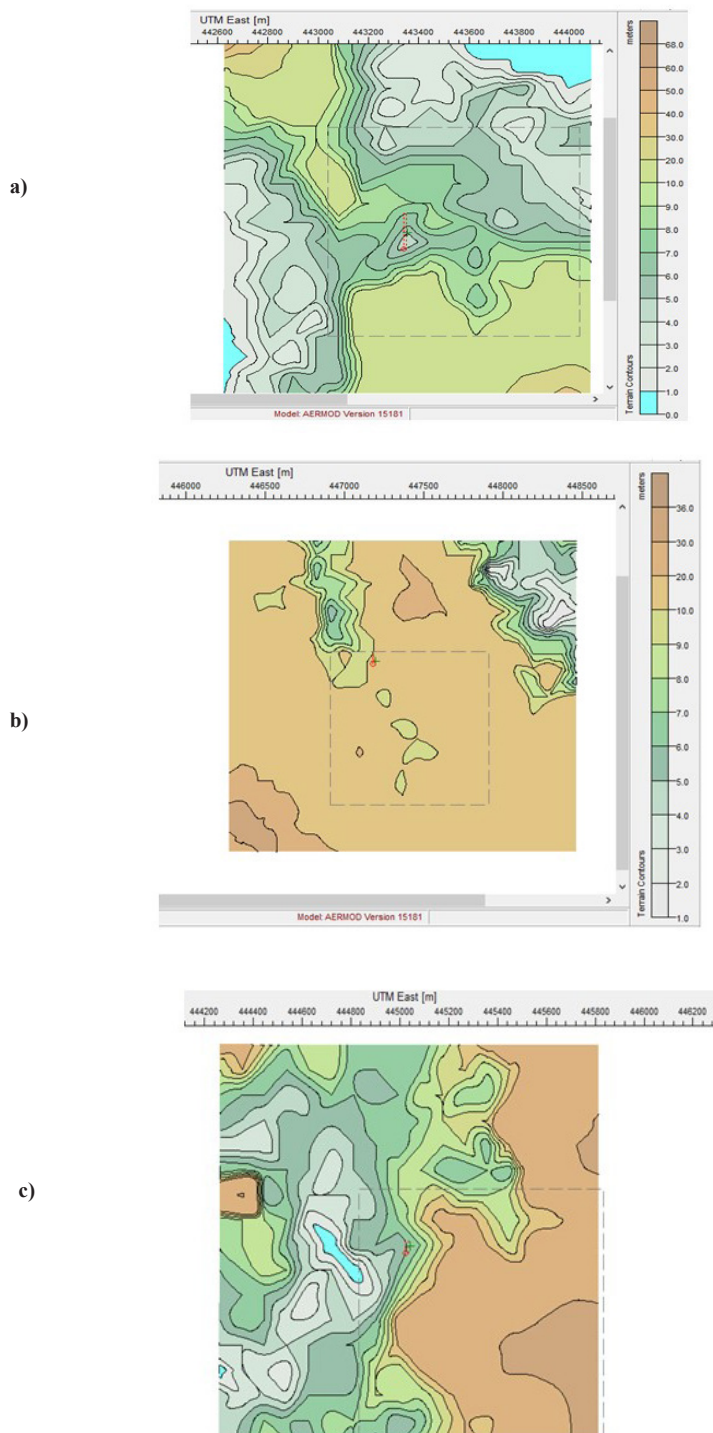 UTM East [m]
442600 442800 443000 443200 443400 443600 443800 444000
a)
meters
68.0
60.0
50.0
40.0
30.0
20.0
10.0
9.0
8.0
7.0
6.0
5.0
4.0
3.0
2.0
1.0
0.0
Terrain Contours
Model: AERMOD Version 15181
UTM East [m]
446000 446500 447000 447500 448000 448500
b)
meters
36.0
30.0
20.0
10.0
9.0
8.0
7.0
6.0
5.0
4.0
3.0
2.0
1.0
Terrain Contours
Model: AERMOD Version 15181
UTM East [m]
444200 444400 444600 444800 445000 445200 445400 445600 445800 446000 446200
c)